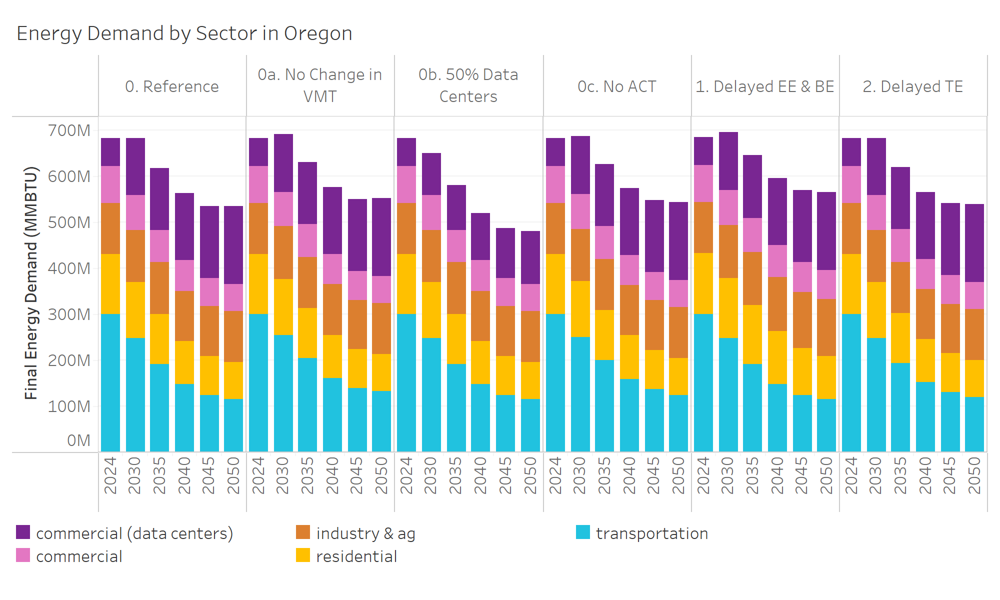 Energy Demand by Sector in Oregon
0. Reference
0a. No Change in
VMT
0b. 50% Data
Centers
0c. No ACT
1. Delayed EE & BE
2. Delayed TE
Final Energy Demand (MMBTU)
700M
600M
500M
400M
300M
200M
100M
0M
2024 2030 2035 2040 2045 2050 2024 2030 2035 2040 2045 2050 2024 2030 2035 2040 2045 2050 2024 2030 2035 2040 2045 2050 2024 2030 2035 2040 2045 2050 2024 2030 2035 2040 2045 2050
commercial (data centers) industry & ag transportation
commercial residential